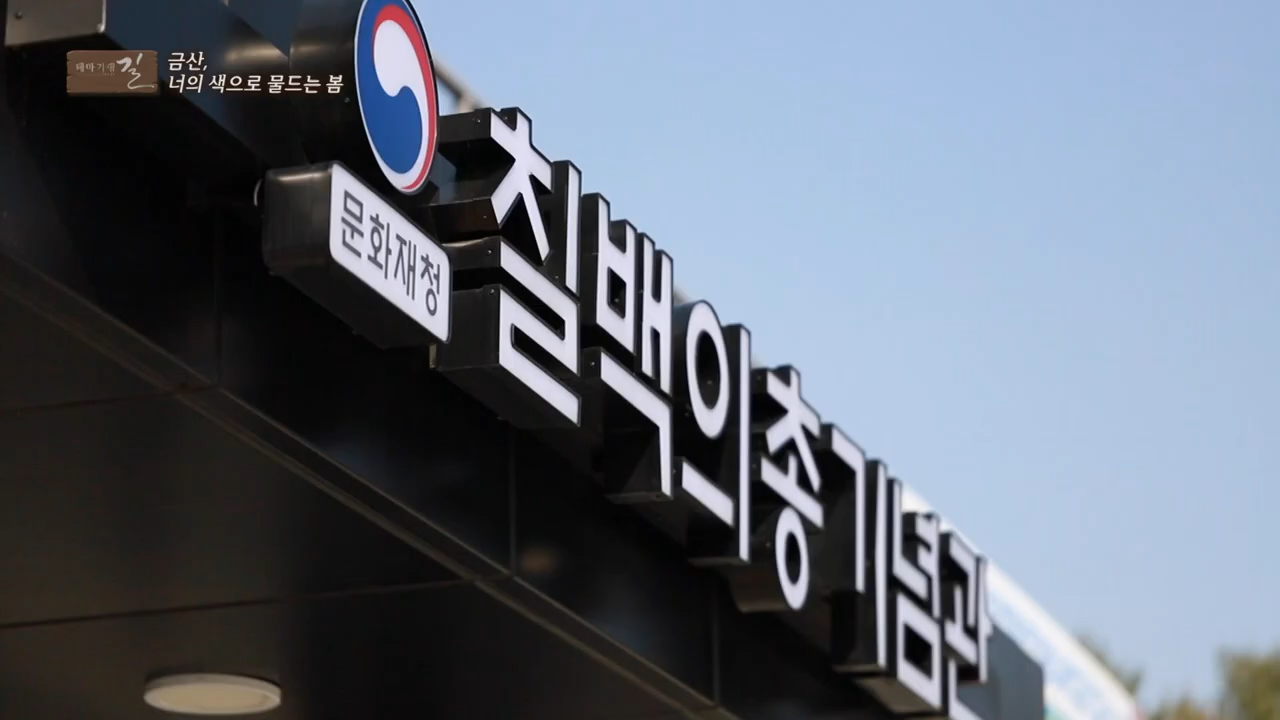 테마기행
길
금산,
너의 색으로 물드는 봄
문화재청
칠백의총기념관